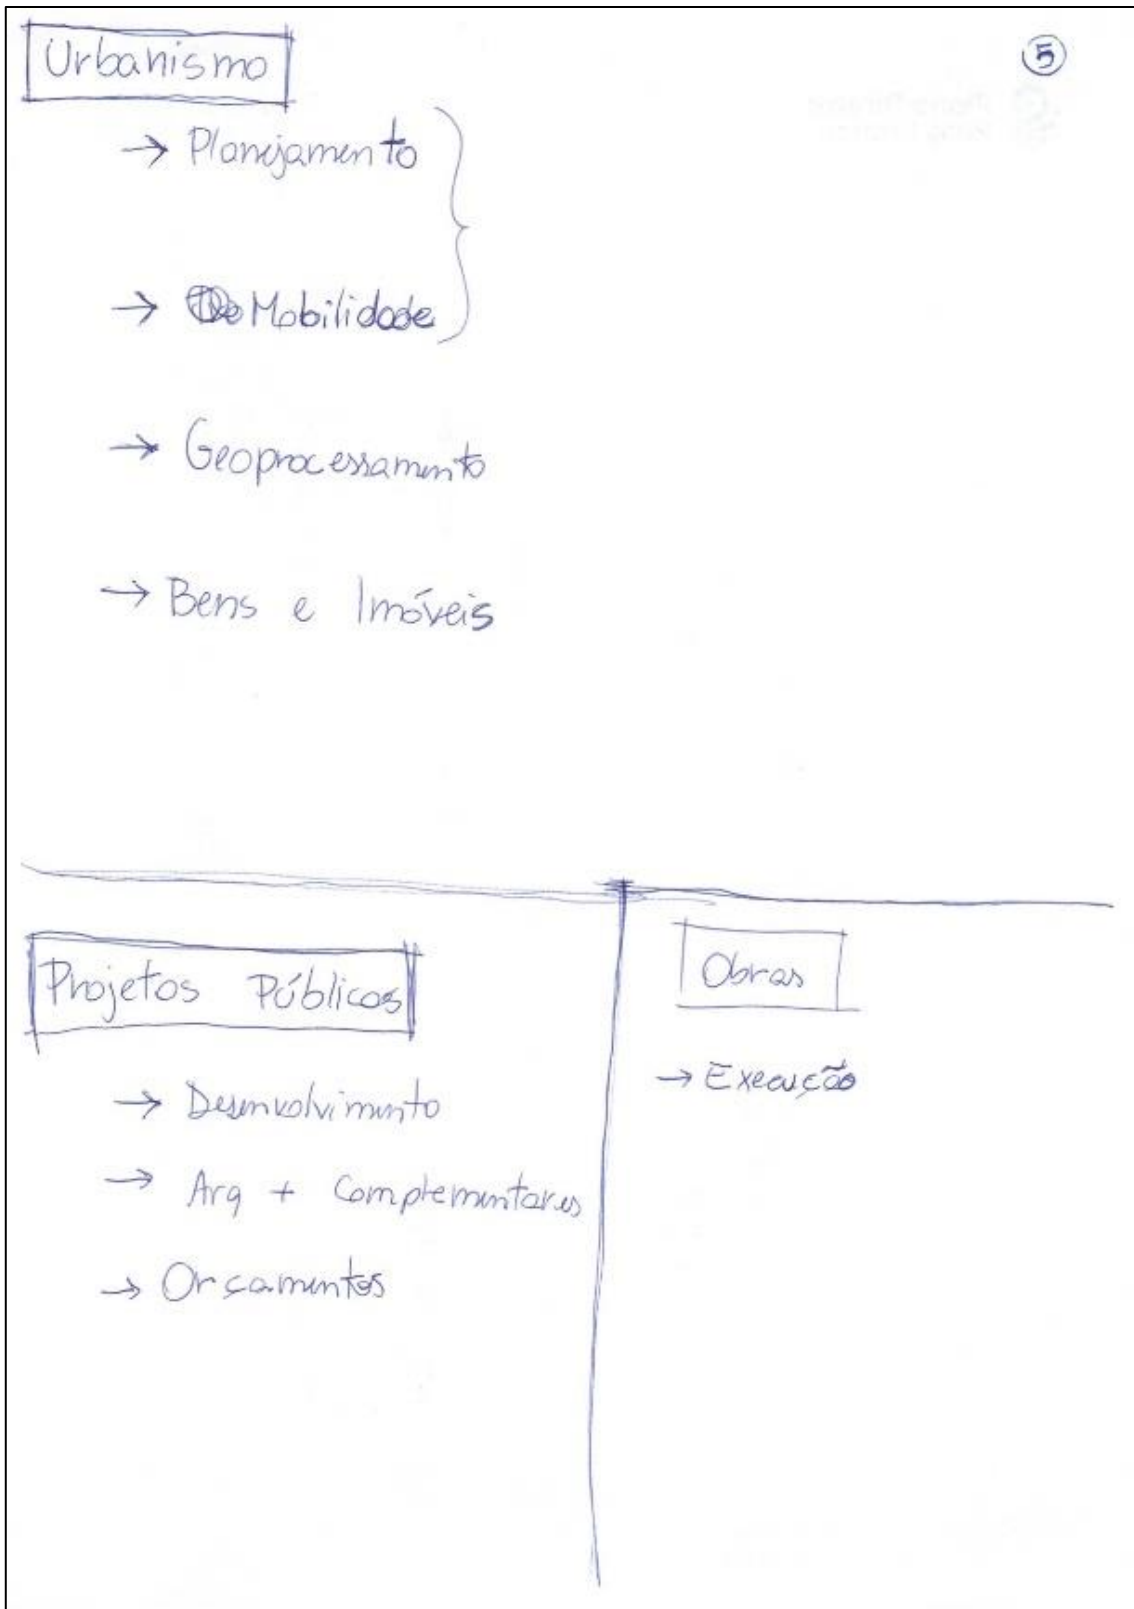 Urbanismo
5
→ Planejamento
→ Mobilidade
→ Geoprocessamento
→ Bens e Imóveis
Projetos Públicos
→ Desenvolvimento
→ Arq + Complementares
→ Orçamentos
Obras
→ Execução